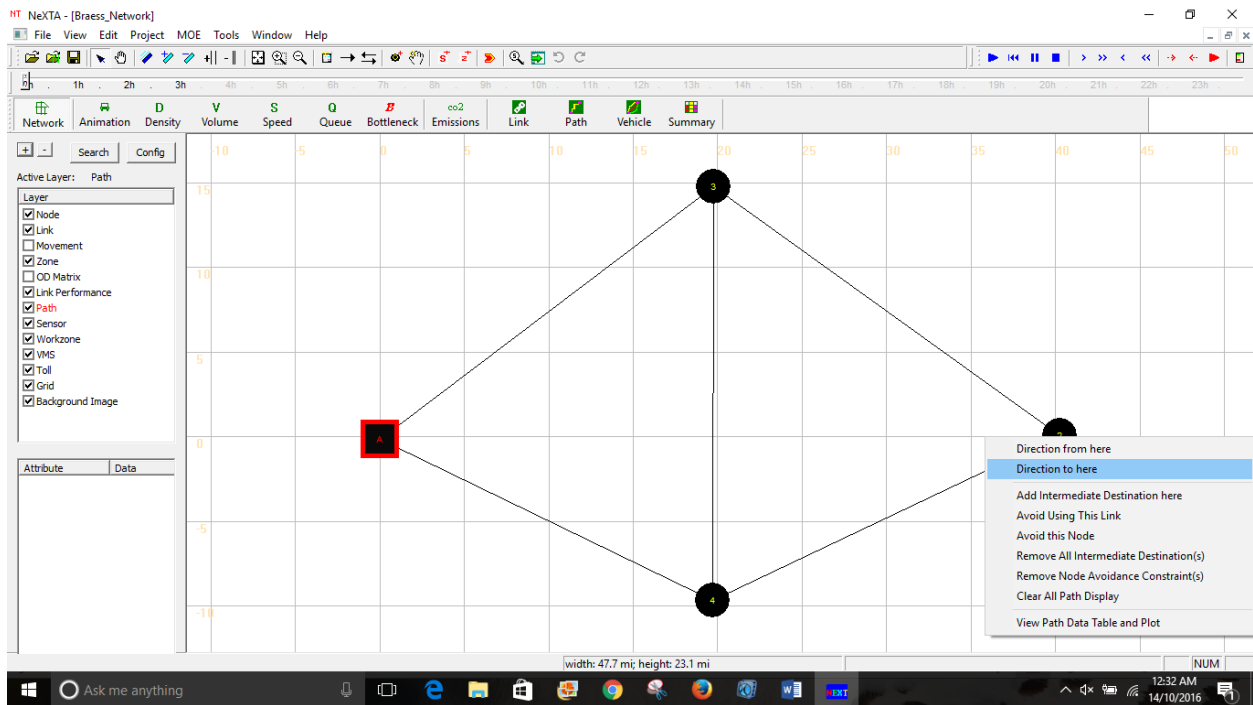 NeXTA - [Braess_Network]
File View Edit Project MOE Tools Window Help
0h 1h 2h 3h 4h 5h 6h 7h 8h 9h 10h 11h 12h 13h 14h 15h 16h 17h 18h 19h 20h 21h 22h 23h
Network Animation Density Volume Speed Queue Bottleneck Emissions Link Path Vehicle Summary
+ - Search Config
-10 -5 0 5 10 15 20 25 30 35 40 45 50
Active Layer: Path
Layer
Node
Link
Movement
Zone
OD Matrix
Link Performance
Path
Sensor
Workzone
VMS
Toll
Grid
Background Image
Attribute Data
15
10
5
0
-5
-10
3
A
4
Direction from here
Direction to here
Add Intermediate Destination here
Avoid Using This Link
Avoid this Node
Remove All Intermediate Destination(s)
Remove Node Avoidance Constraint(s)
Clear All Path Display
View Path Data Table and Plot
width: 47.7 mi; height: 23.1 mi
NUM
Ask me anything
NEXT
12:32 AM
14/10/2016